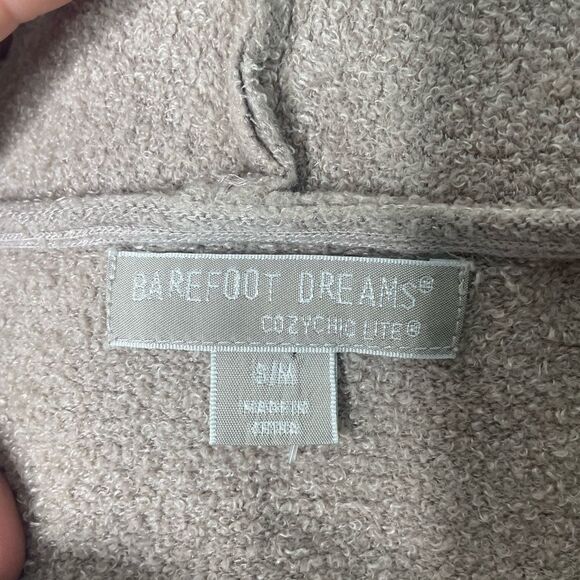 BAREFOOT DREAMS®
COZYCHIC LITE®
S/M
MADE IN
CHINA